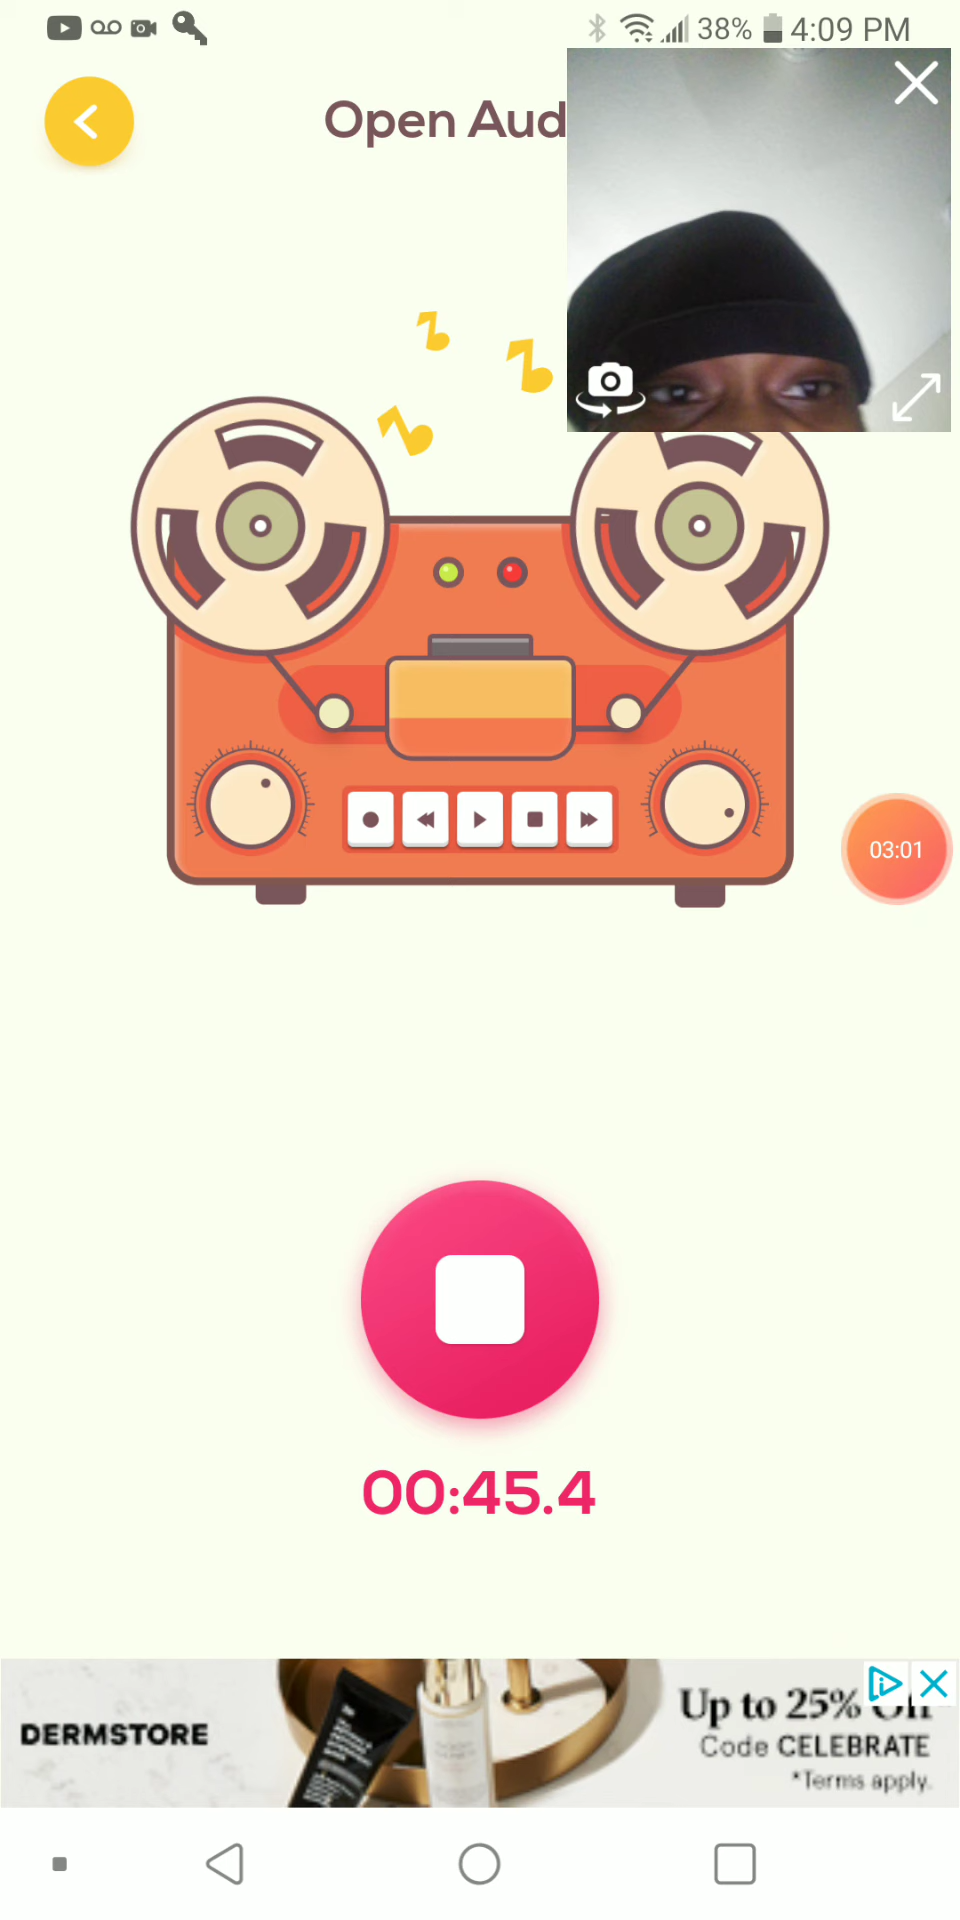 38% 4:09 PM
Open Aud
03:01
00:45.4
DERMSTORE
Up to 25% Off
Code CELEBRATE
*Terms apply.